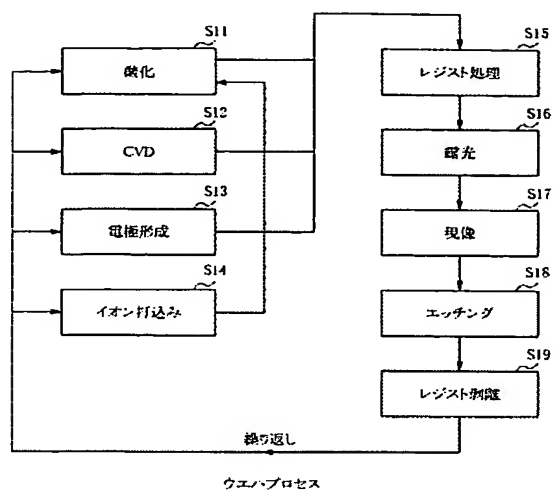 S11
酸化
S12
CVD
S13
電極形成
S14
イオン打込み
S15
レジスト処理
S16
露光
S17
現像
S18
エッチング
S19
レジスト剥離
繰り返し
ウエハプロセス